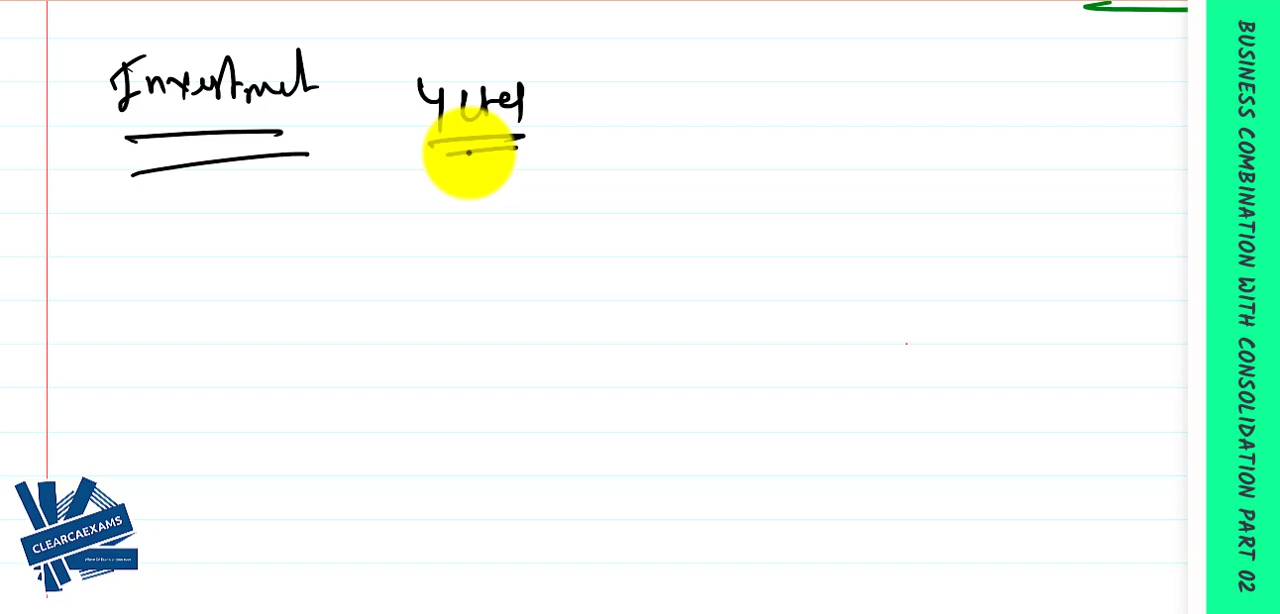 Investment
BUSINESS COMBINATION WITH CONSOLIDATION PART 02
CLEARCAEXAMS